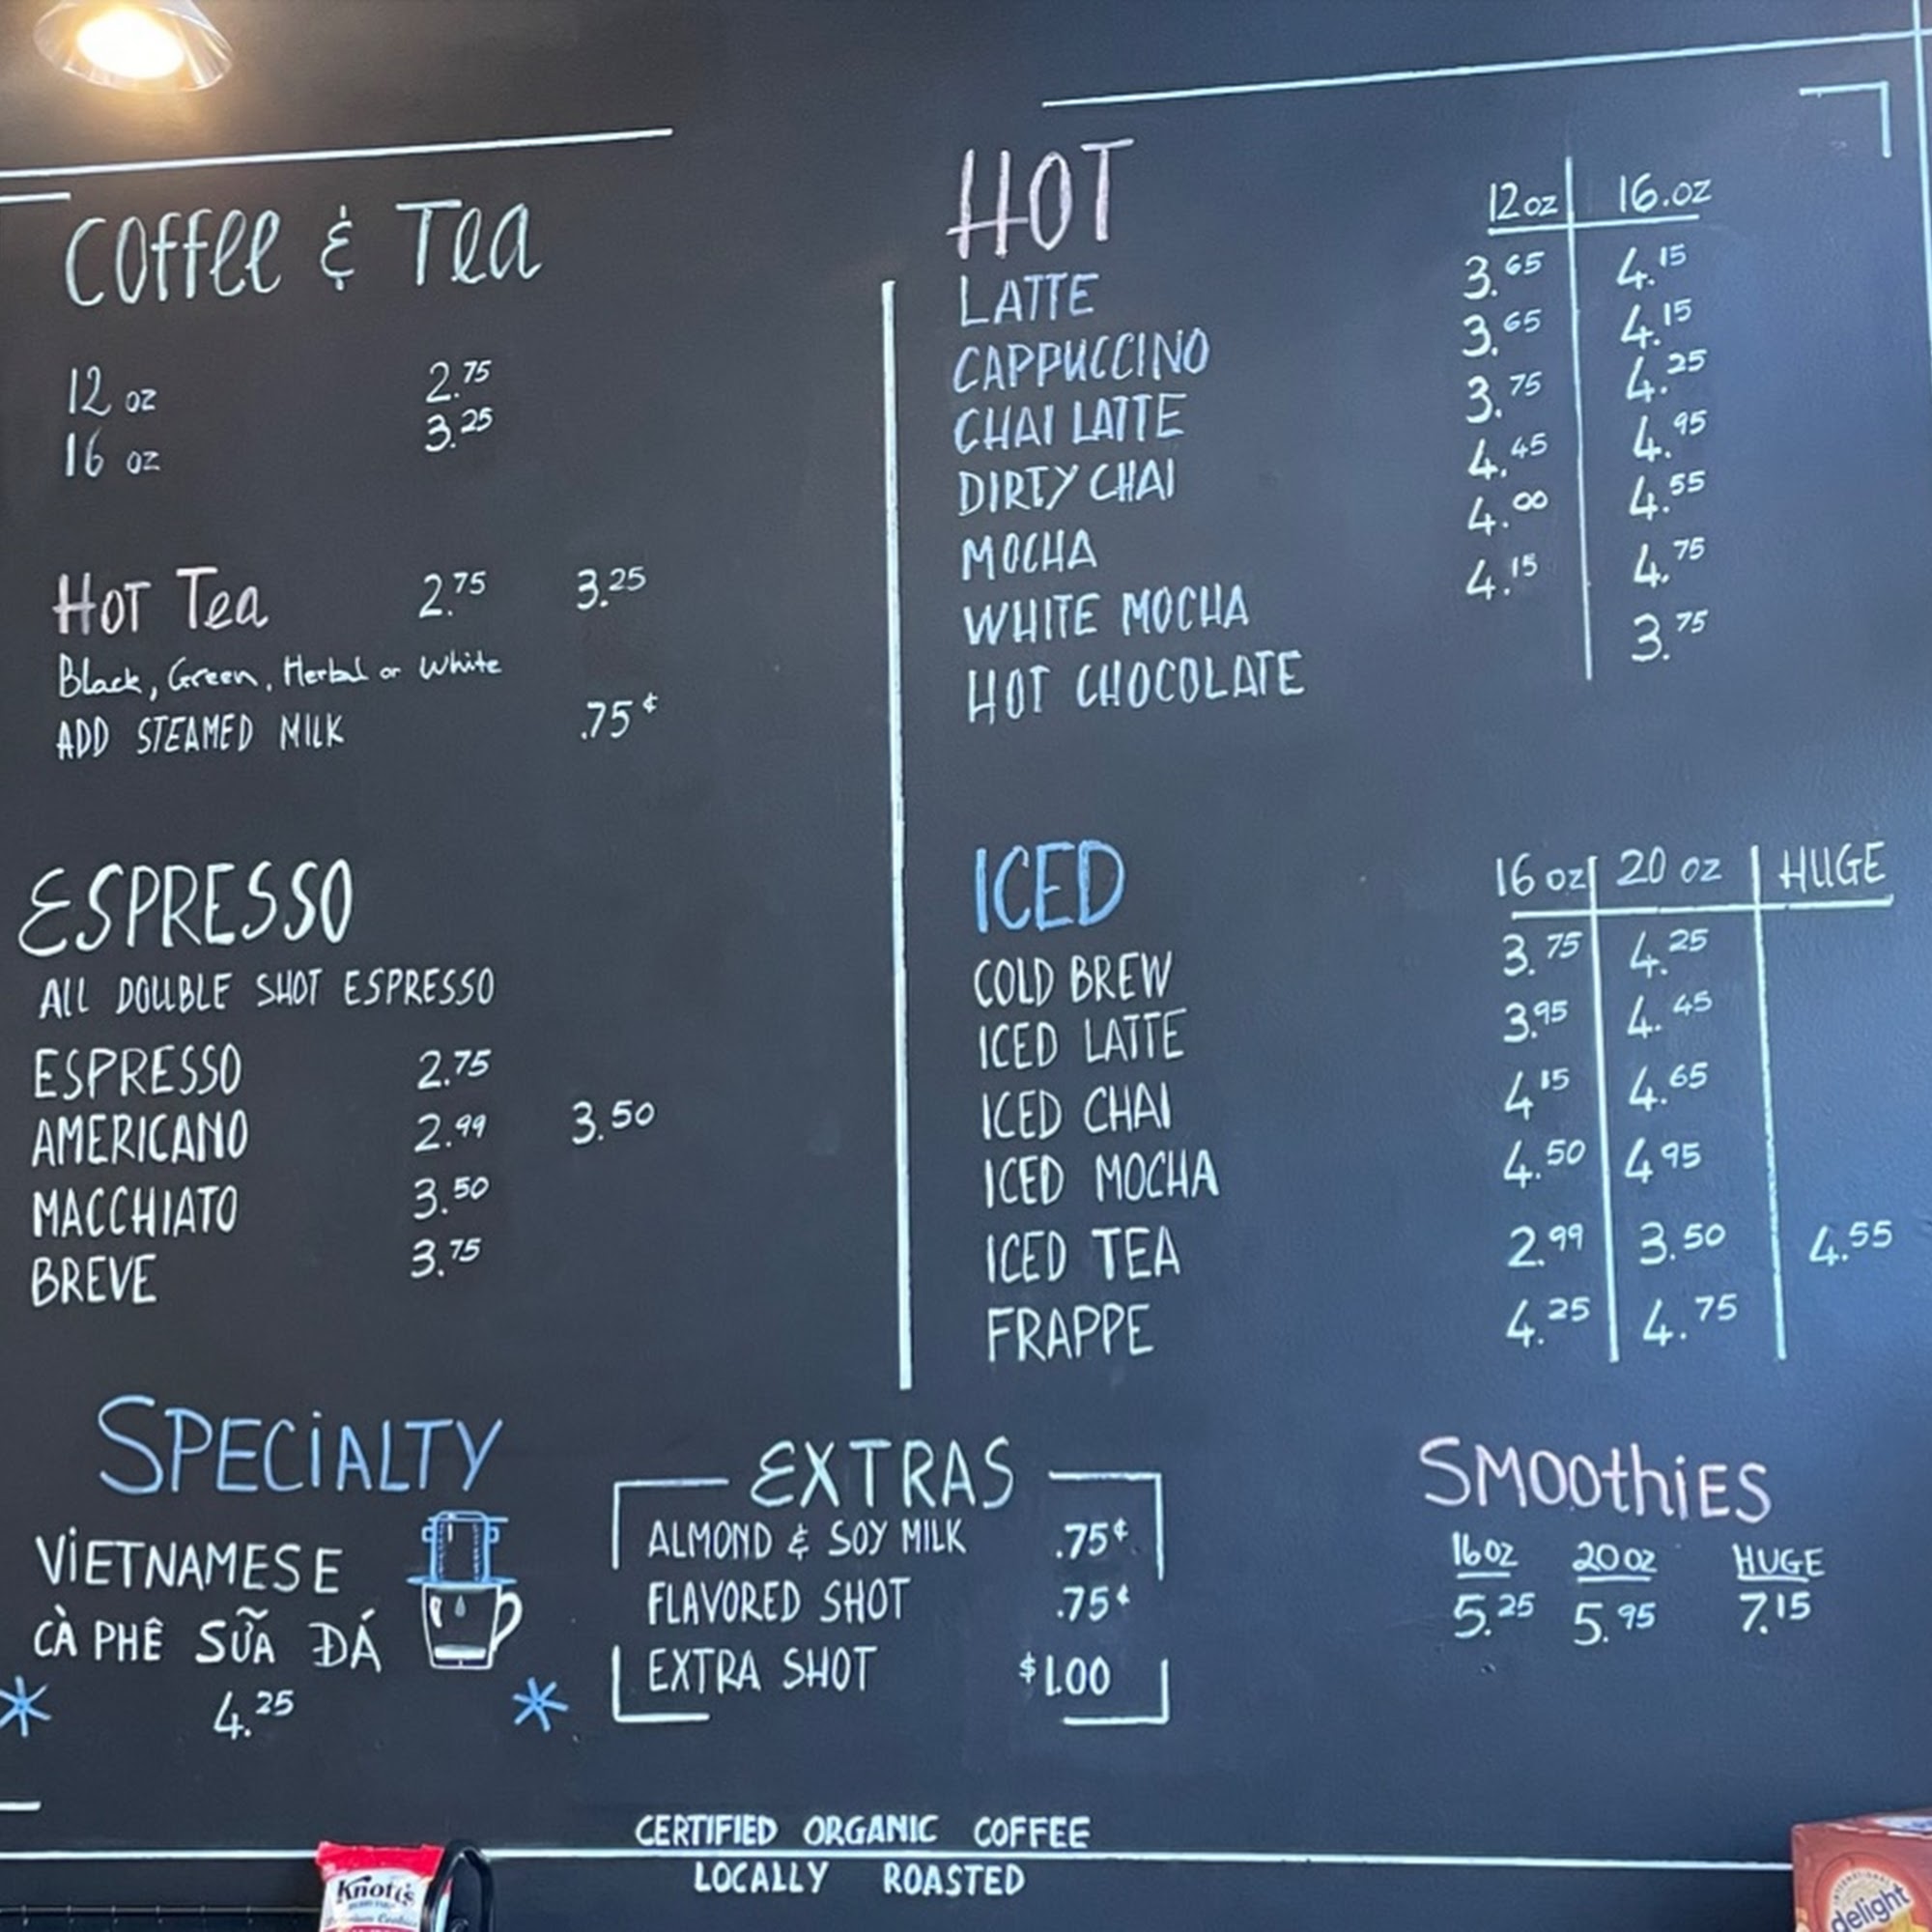 Coffee & Tea
12 oz 2.75
16 oz 3.25
Hot Tea 2.75 3.25
Black, Green, Herbal or White
ADD STEAMED MILK .75¢
ESPRESSO
ALL DOUBLE SHOT ESPRESSO
ESPRESSO 2.75
AMERICANO 2.99 3.50
MACCHIATO 3.50
BREVE 3.75
SPECIALTY
VIETNAMESE
CÀ PHÊ SỮA ĐÁ
4.25
HOT 12 oz 16.oz
LATTE 3.65 4.15
CAPPUCCINO 3.65 4.15
CHAI LATTE 3.75 4.25
DIRTY CHAI 4.45 4.95
MOCHA 4.00 4.55
WHITE MOCHA 4.15 4.75
HOT CHOCOLATE 3.75
ICED 16 oz 20 oz HUGE
COLD BREW 3.75 4.25
ICED LATTE 3.95 4.45
ICED CHAI 4 15 4.65
ICED MOCHA 4.50 4 95
ICED TEA 2.99 3.50 4.55
FRAPPE 4.25 4.75
EXTRAS
ALMOND & SOY MILK .75¢
FLAVORED SHOT .75¢
EXTRA SHOT $1.00
SMOOthiES
16oz 20oz HUGE
5.25 5.95 7.15
CERTIFIED ORGANIC COFFEE
LOCALLY ROASTED
Knott's
Premium Cookies
INTERNATIONAL
delight